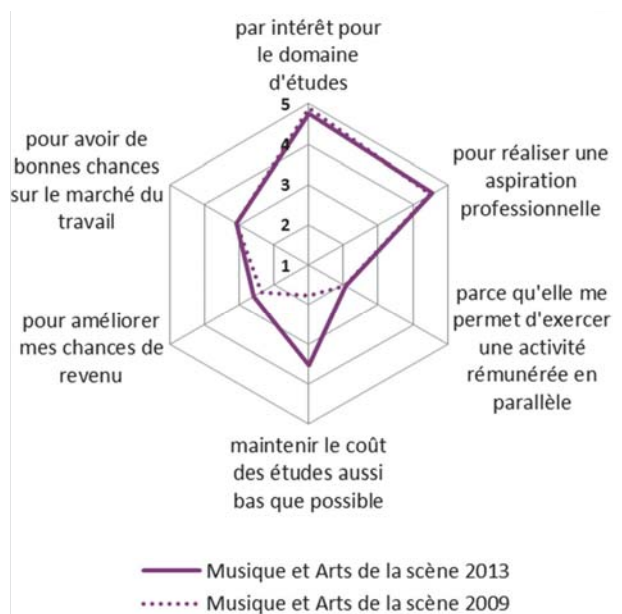 par intérêt pour
le domaine
d'études
5
4
3
2
1
pour avoir de
bonnes chances
sur le marché du
travail
pour réaliser une
aspiration
professionnelle
pour améliorer
mes chances de
revenu
parce qu'elle me
permet d'exercer
une activité
rémunérée en
parallèle
maintenir le coût
des études aussi
bas que possible
Musique et Arts de la scène 2013
Musique et Arts de la scène 2009